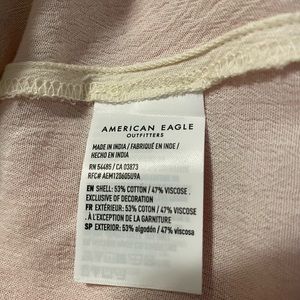 AMERICAN EAGLE
OUTFITTERS
MADE IN INDIA / FABRIQUÉ EN INDE /
HECHO EN INDIA
RN 54485 / CA 03873
RFC# AEM12060SU9A
EN SHELL: 53% COTTON / 47% VISCOSE .
EXCLUSIVE OF DECORATION
FR EXTÉRIEUR: 53% COTON / 47% VISCOSE .
À L'EXCEPTION DE LA GARNITURE
SP EXTERIOR: 53% algodón / 47% viscosa